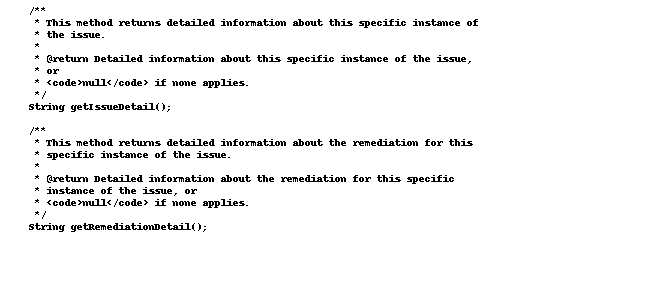 /**
* This method returns detailed information about this specific instance of
* the issue.
*
* @return Detailed information about this specific instance of the issue,
* or
* <code>null</code> if none applies.
*/
String getIssueDetail();
/**
* This method returns detailed information about the remediation for this
* specific instance of the issue.
*
* @return Detailed information about the remediation for this specific
* instance of the issue, or
* <code>null</code> if none applies.
*/
String getRemediationDetail();